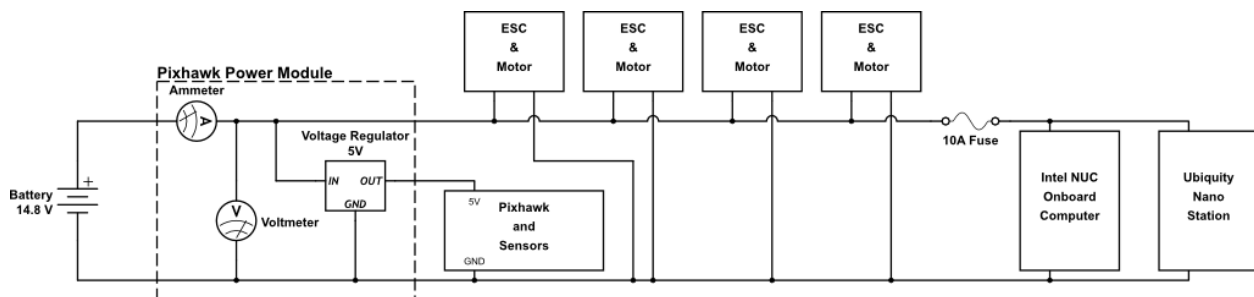 ESC
&
Motor
ESC
&
Motor
ESC
&
Motor
ESC
&
Motor
Pixhawk Power Module
Ammeter
A
Voltage Regulator
5V
IN OUT
GND
10A Fuse
Battery
14.8 V
+
V
Voltmeter
5V
Pixhawk
and
Sensors
GND
Intel NUC
Onboard
Computer
Ubiquity
Nano
Station